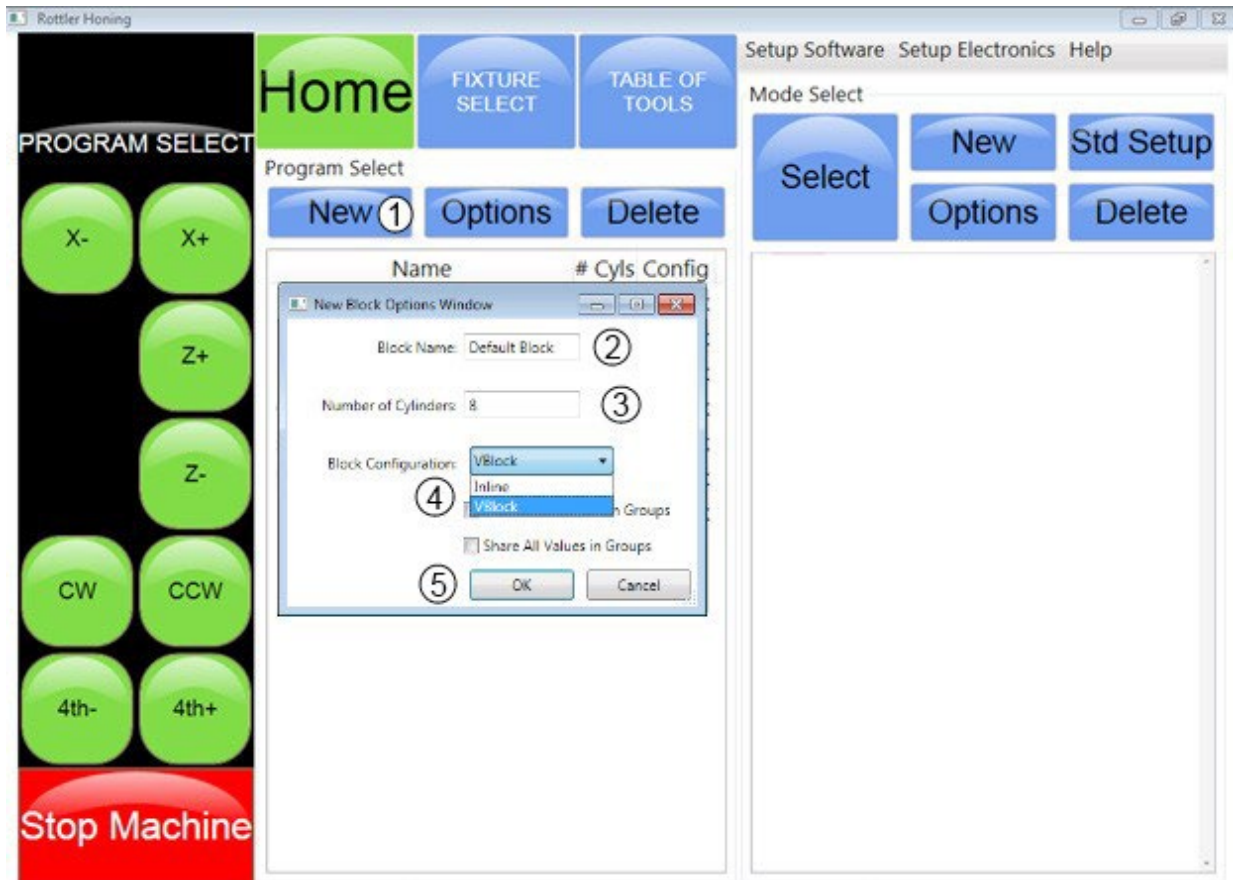 Rottler Honing
PROGRAM SELECT
X-
X+
Z+
Z-
CW
CCW
4th-
4th+
Stop Machine
Home
FIXTURE
SELECT
TABLE OF
TOOLS
Program Select
New
1
Options
Delete
Name # Cyls Config
New Block Options Window
Block Name: Default Block
2
Number of Cylinders: 8
3
Block Configuration: VBlock
Inline
4
VBlock
n Groups
Share All Values in Groups
5
OK
Cancel
Setup Software Setup Electronics Help
Mode Select
Select
New
Std Setup
Options
Delete